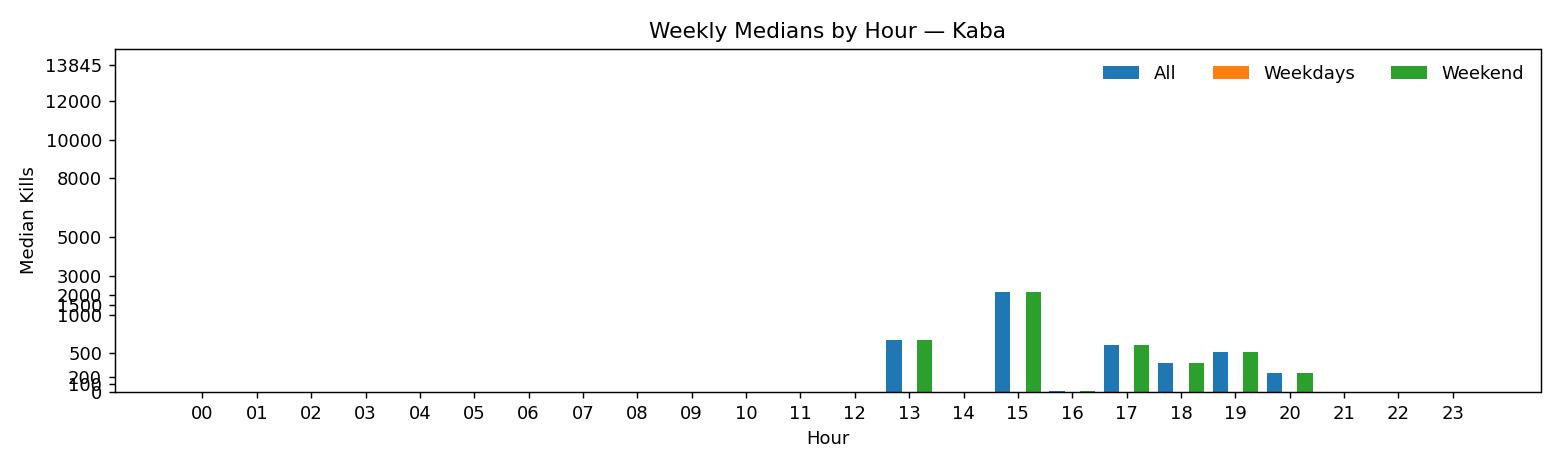 Weekly Medians by Hour — Kaba
All Weekdays Weekend
Median Kills
13845
12000
10000
8000
5000
3000
2000
1500
1000
500
200
100
0
00 01 02 03 04 05 06 07 08 09 10 11 12 13 14 15 16 17 18 19 20 21 22 23
Hour